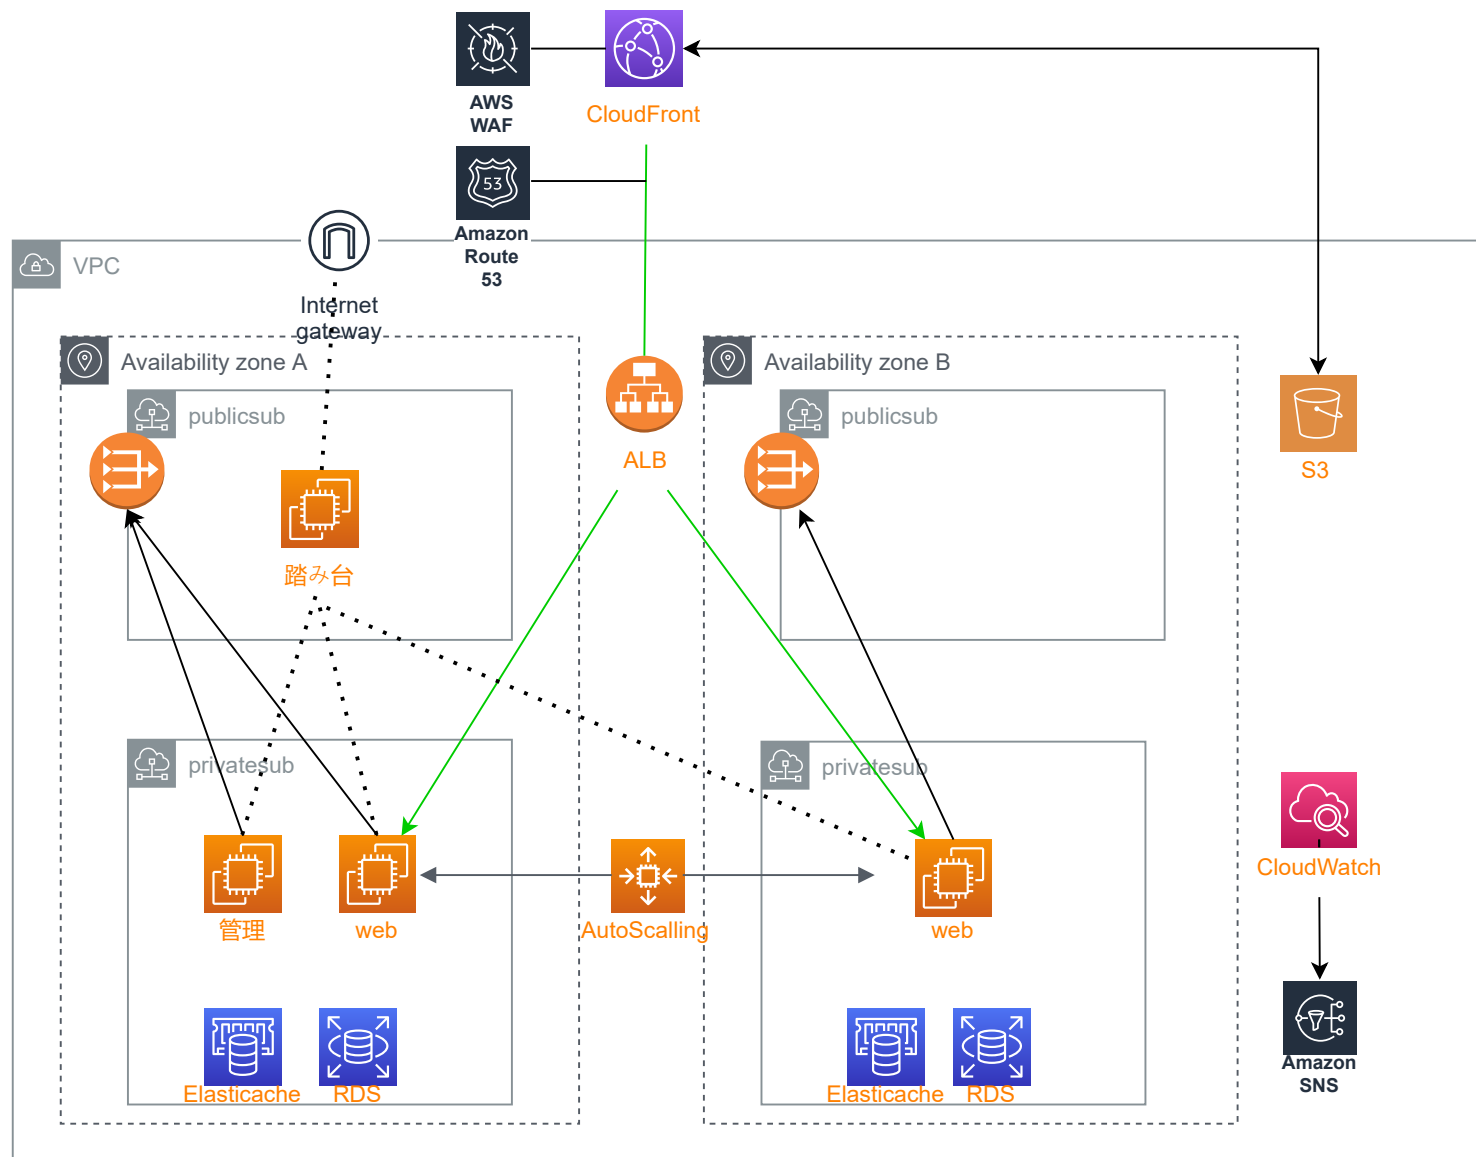 AWS
WAF
CloudFront
53
Amazon
Route
53
VPC
Internet
gateway
Availability zone A
Availability zone B
publicsub
publicsub
ALB
S3
踏み台
privatesub
privatesub
管理
web
AutoScalling
web
CloudWatch
Elasticache
RDS
Elasticache
RDS
Amazon
SNS